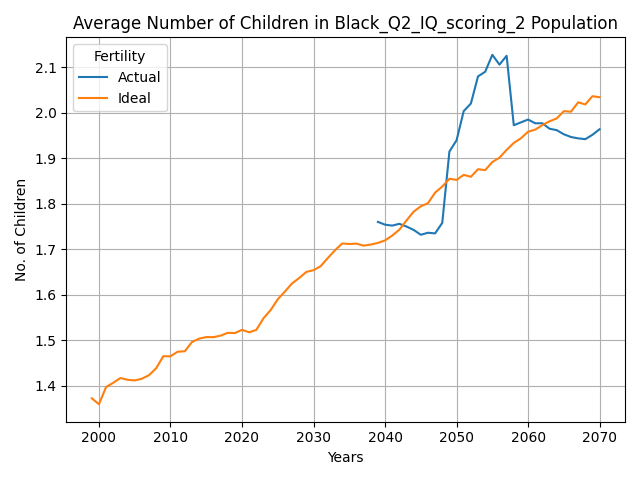 Average Number of Children in Black_Q2_IQ_scoring_2 Population
Fertility
Actual
Ideal
No. of Children
2.1
2.0
1.9
1.8
1.7
1.6
1.5
1.4
2000 2010 2020 2030 2040 2050 2060 2070
Years